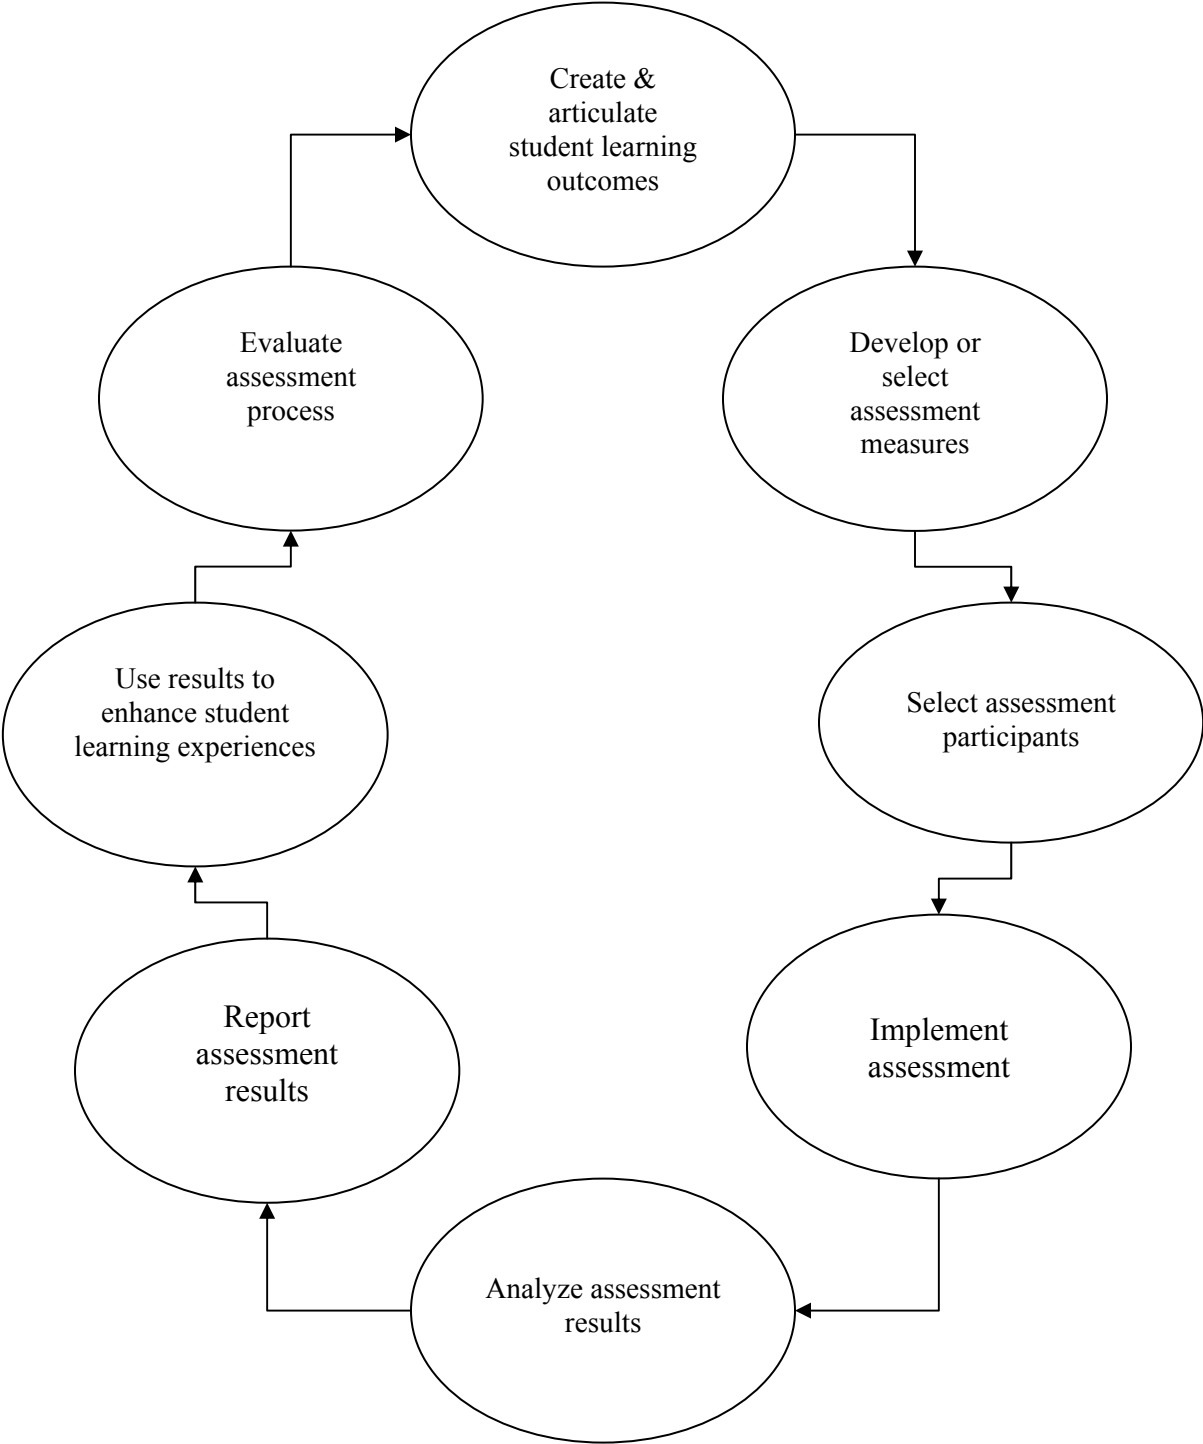 Create &
articulate
student learning
outcomes
Develop or
select
assessment
measures
Select assessment
participants
Implement
assessment
Analyze assessment
results
Report
assessment
results
Use results to
enhance student
learning experiences
Evaluate
assessment
process